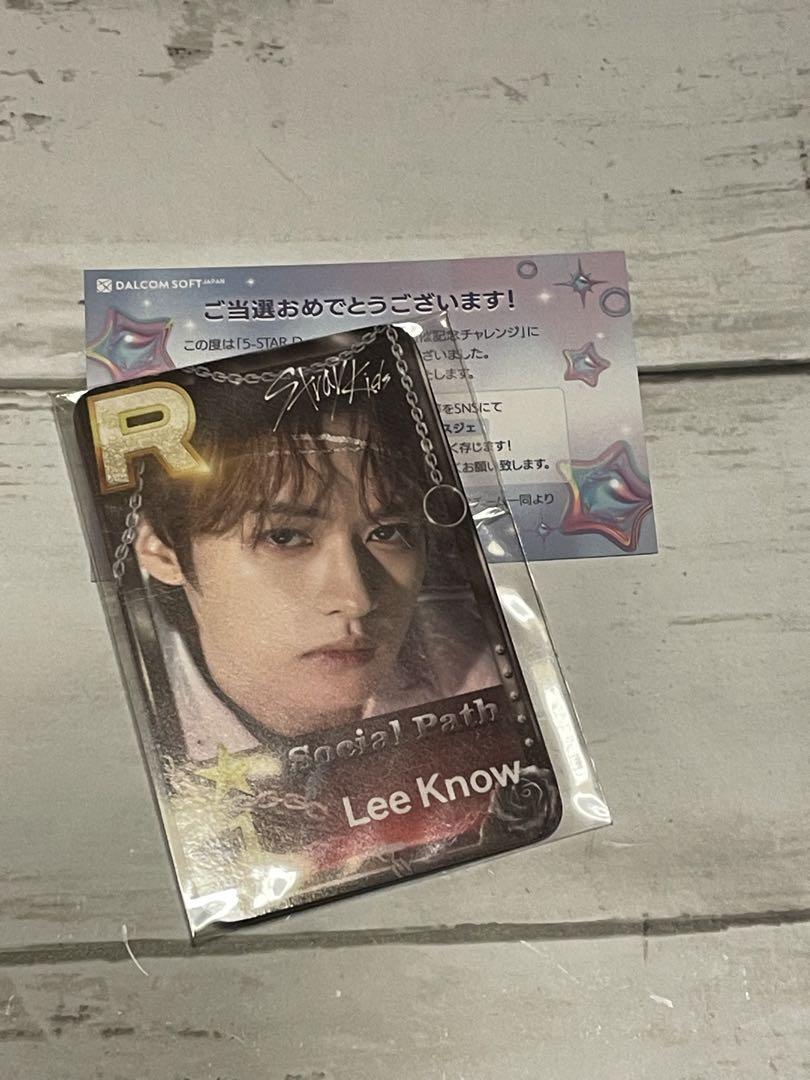 DALCOM SOFT JAPAN
ご当選おめでとうございます!
この度は「5-STAR D
催記念チャレンジ」に
ざいました。
たします。
をSNSにて
スジェ
く存じます!
くお願い致します。
一同より
R
Stray Kids
Social Path
Lee Know